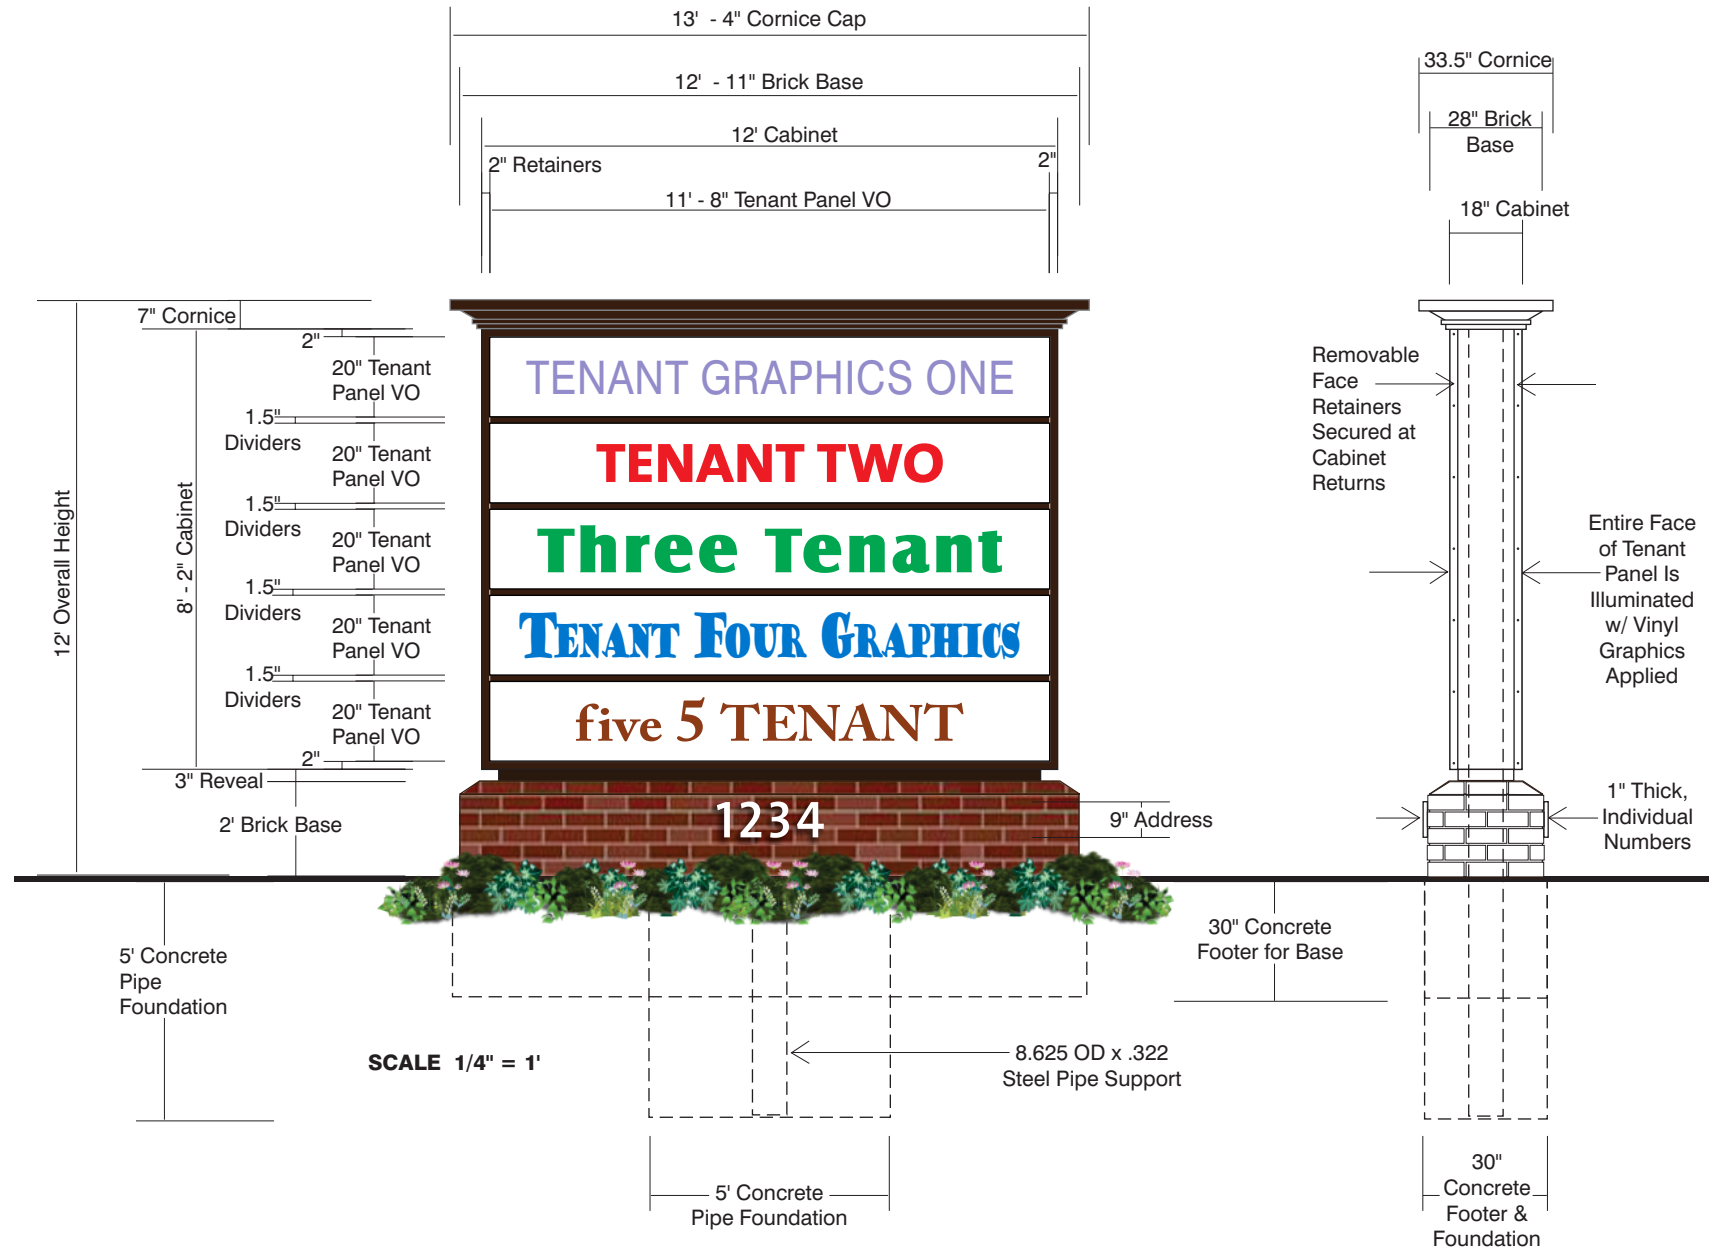 13' - 4" Cornice Cap
12' - 11" Brick Base
12' Cabinet
2" Retainers
2"
11' - 8" Tenant Panel VO
33.5" Cornice
28" Brick
Base
18" Cabinet
7" Cornice
2"
20" Tenant
Panel VO
1.5"
Dividers
20" Tenant
Panel VO
1.5"
Dividers
20" Tenant
Panel VO
1.5"
Dividers
20" Tenant
Panel VO
1.5"
Dividers
20" Tenant
Panel VO
2"
12' Overall Height
8' - 2" Cabinet
3" Reveal
2' Brick Base
TENANT GRAPHICS ONE
TENANT TWO
Three Tenant
TENANT FOUR GRAPHICS
five 5 TENANT
1234
9" Address
Removable
Face
Retainers
Secured at
Cabinet
Returns
Entire Face
of Tenant
Panel Is
Illuminated
w/ Vinyl
Graphics
Applied
1" Thick,
Individual
Numbers
5' Concrete
Pipe
Foundation
30" Concrete
Footer for Base
SCALE 1/4" = 1'
8.625 OD x .322
Steel Pipe Support
5' Concrete
Pipe Foundation
30"
Concrete
Footer &
Foundation